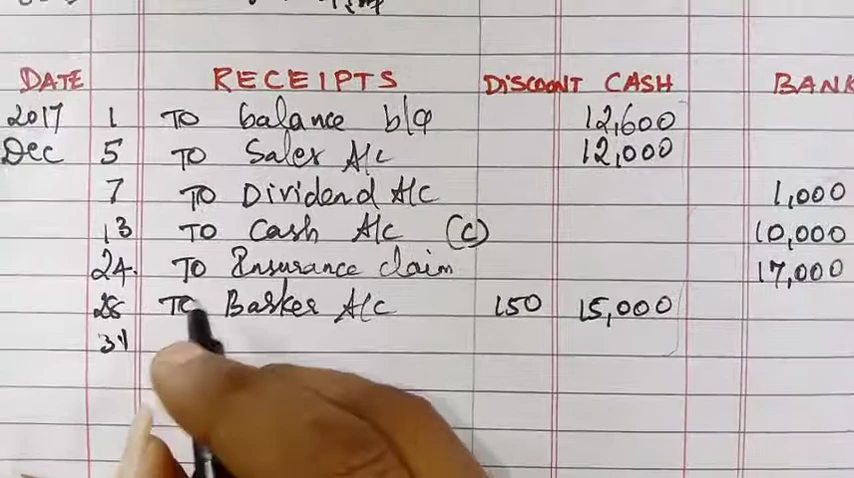 DATE RECEIPTS DISCOUNT CASH BANK
2017 1 TO balance b/d 12,600
Dec 5 TO Sales A/c 12,000
7 TO Dividend A/c 1,000
13 TO Cash A/c (C) 10,000
24. TO Insurance claim 17,000
28 TO Basker A/c 150 15,000
31